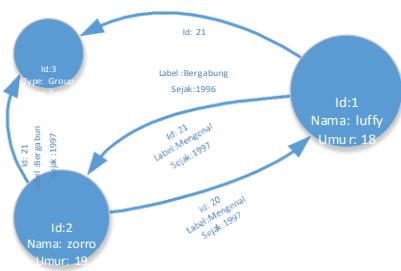 Id: 21
Label :Bergabung
Sejak:1996
Id:3
Type: Group
Id:1
Nama: luffy
Umur: 18
Id: 21
Label:Mengenal
Sejak:1997
Id: 21
Label :Bergabun
Sejak:1997
Id: 20
Label:Mengenal
Sejak:1997
Id:2
Nama: zorro
Umur: 19